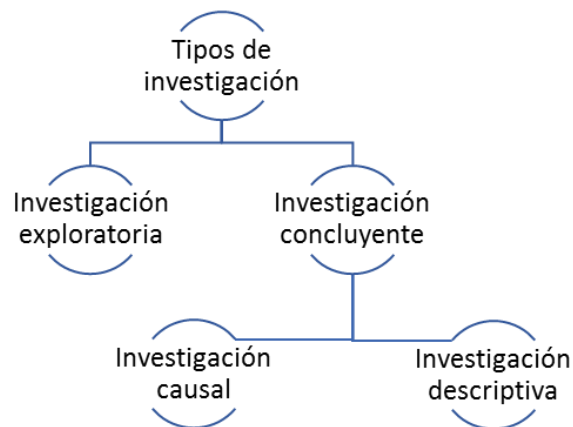 Tipos de
investigación
Investigación
exploratoria
Investigación
concluyente
Investigación
causal
Investigación
descriptiva